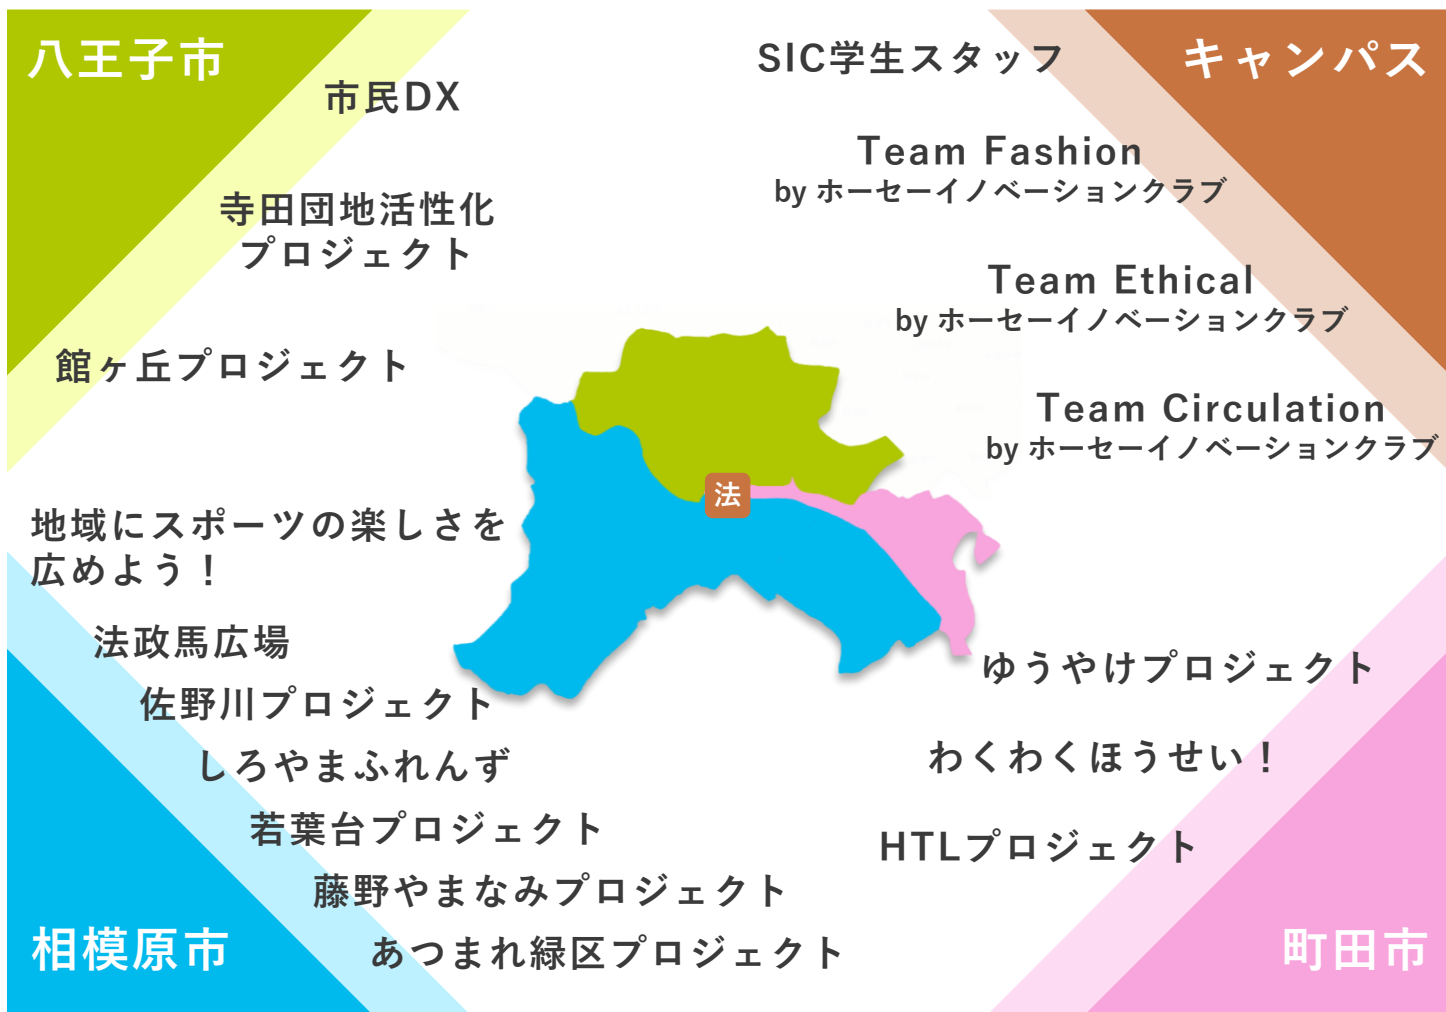 八王子市
市民DX
寺田団地活性化
プロジェクト
館ヶ丘プロジェクト
キャンパス
SIC学生スタッフ
Team Fashion
by ホーセーイノベーションクラブ
Team Ethical
by ホーセーイノベーションクラブ
Team Circulation
by ホーセーイノベーションクラブ
法
地域にスポーツの楽しさを
広めよう！
法政馬広場
佐野川プロジェクト
しろやまふれんず
若葉台プロジェクト
藤野やまなみプロジェクト
あつまれ緑区プロジェクト
相模原市
ゆうやけプロジェクト
わくわくほうせい！
HTLプロジェクト
町田市